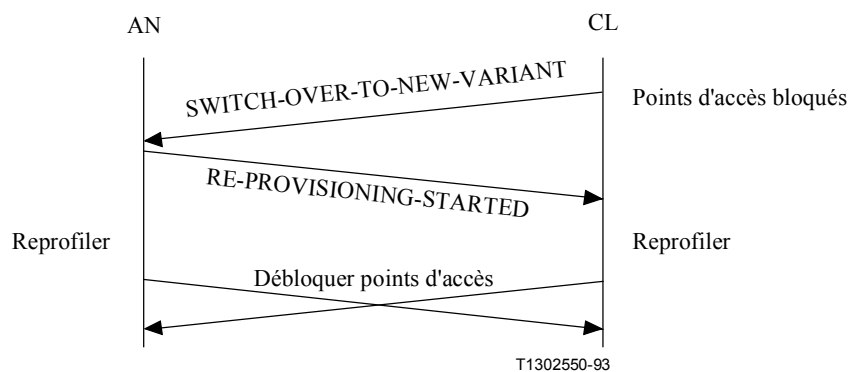 AN
CL
SWITCH-OVER-TO-NEW-VARIANT
Points d'accès bloqués
RE-PROVISIONING-STARTED
Reprofiler
Reprofiler
Débloquer points d'accès
T1302550-93